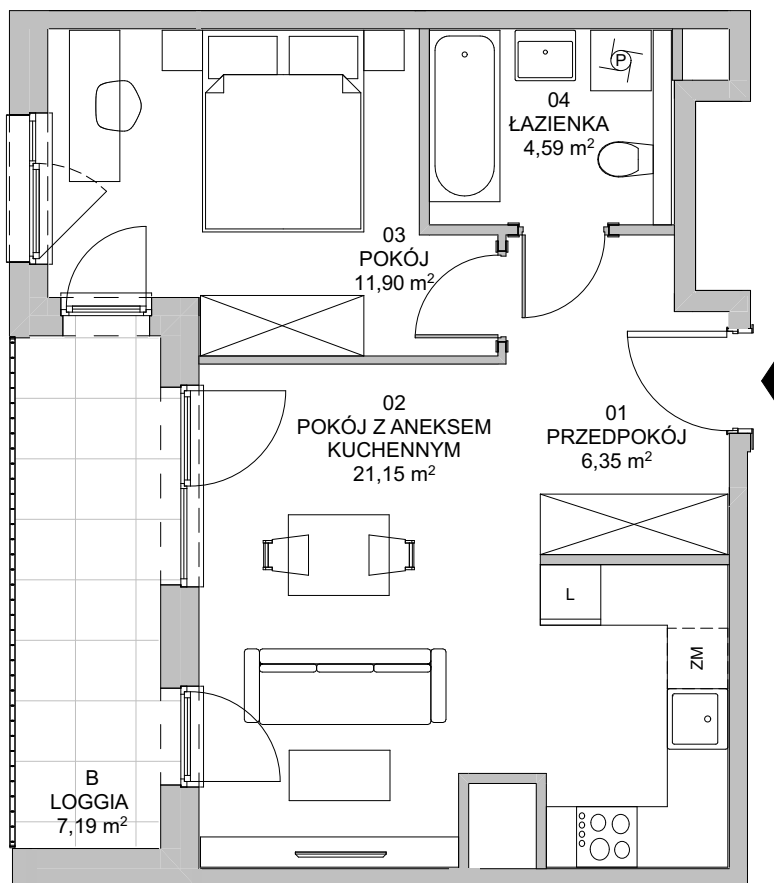 P
04
ŁAZIENKA
4,59 m²
03
POKÓJ
11,90 m²
02
POKÓJ Z ANEKSEM
KUCHENNYM
21,15 m²
01
PRZEDPOKÓJ
6,35 m²
L
ZM
B
LOGGIA
7,19 m²